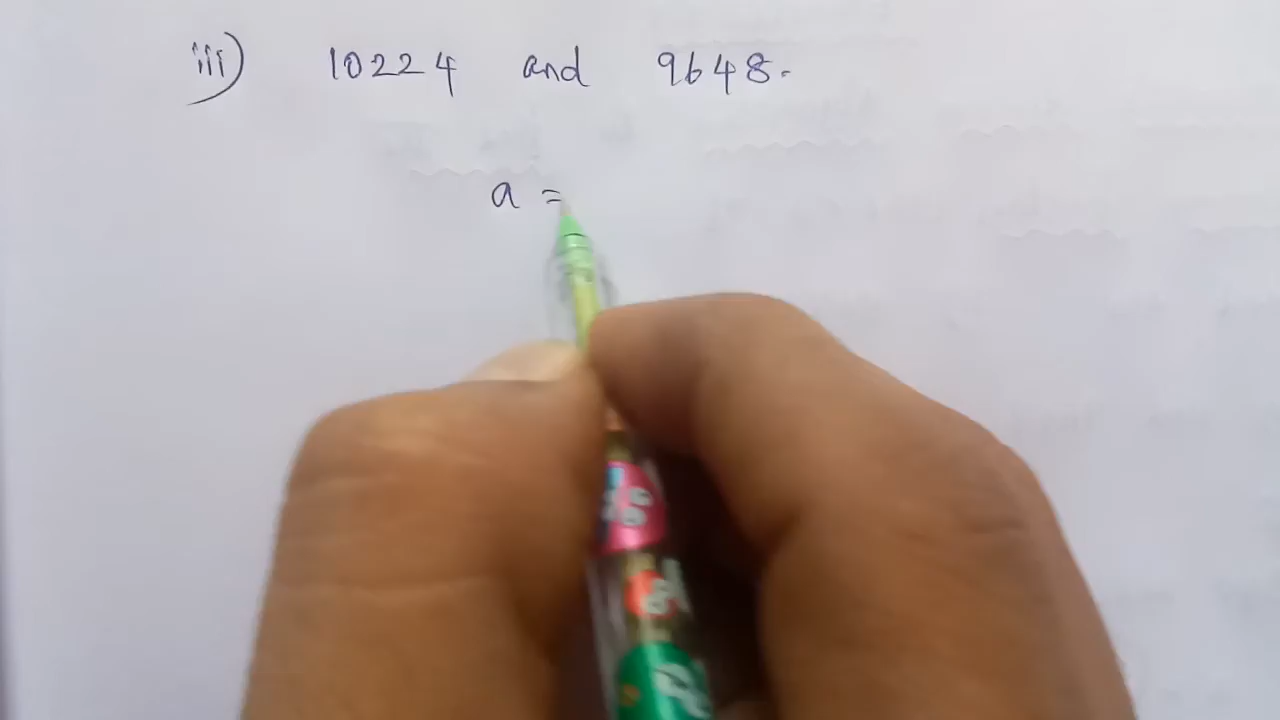 iii) 10224 and 9648.
a =